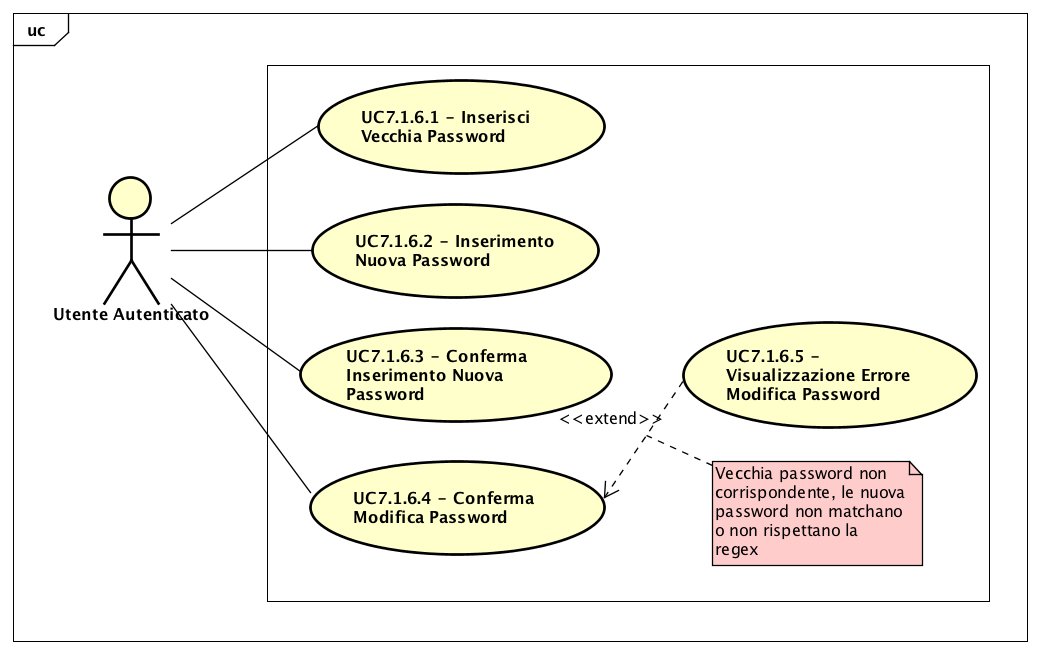 uc
UC7.1.6.1 - Inserisci
Vecchia Password
UC7.1.6.2 - Inserimento
Nuova Password
Utente Autenticato
UC7.1.6.3 - Conferma
Inserimento Nuova
Password
UC7.1.6.5 -
Visualizzazione Errore
Modifica Password
<<extend>>
UC7.1.6.4 - Conferma
Modifica Password
Vecchia password non
corrispondente, le nuova
password non matchano
o non rispettano la
regex